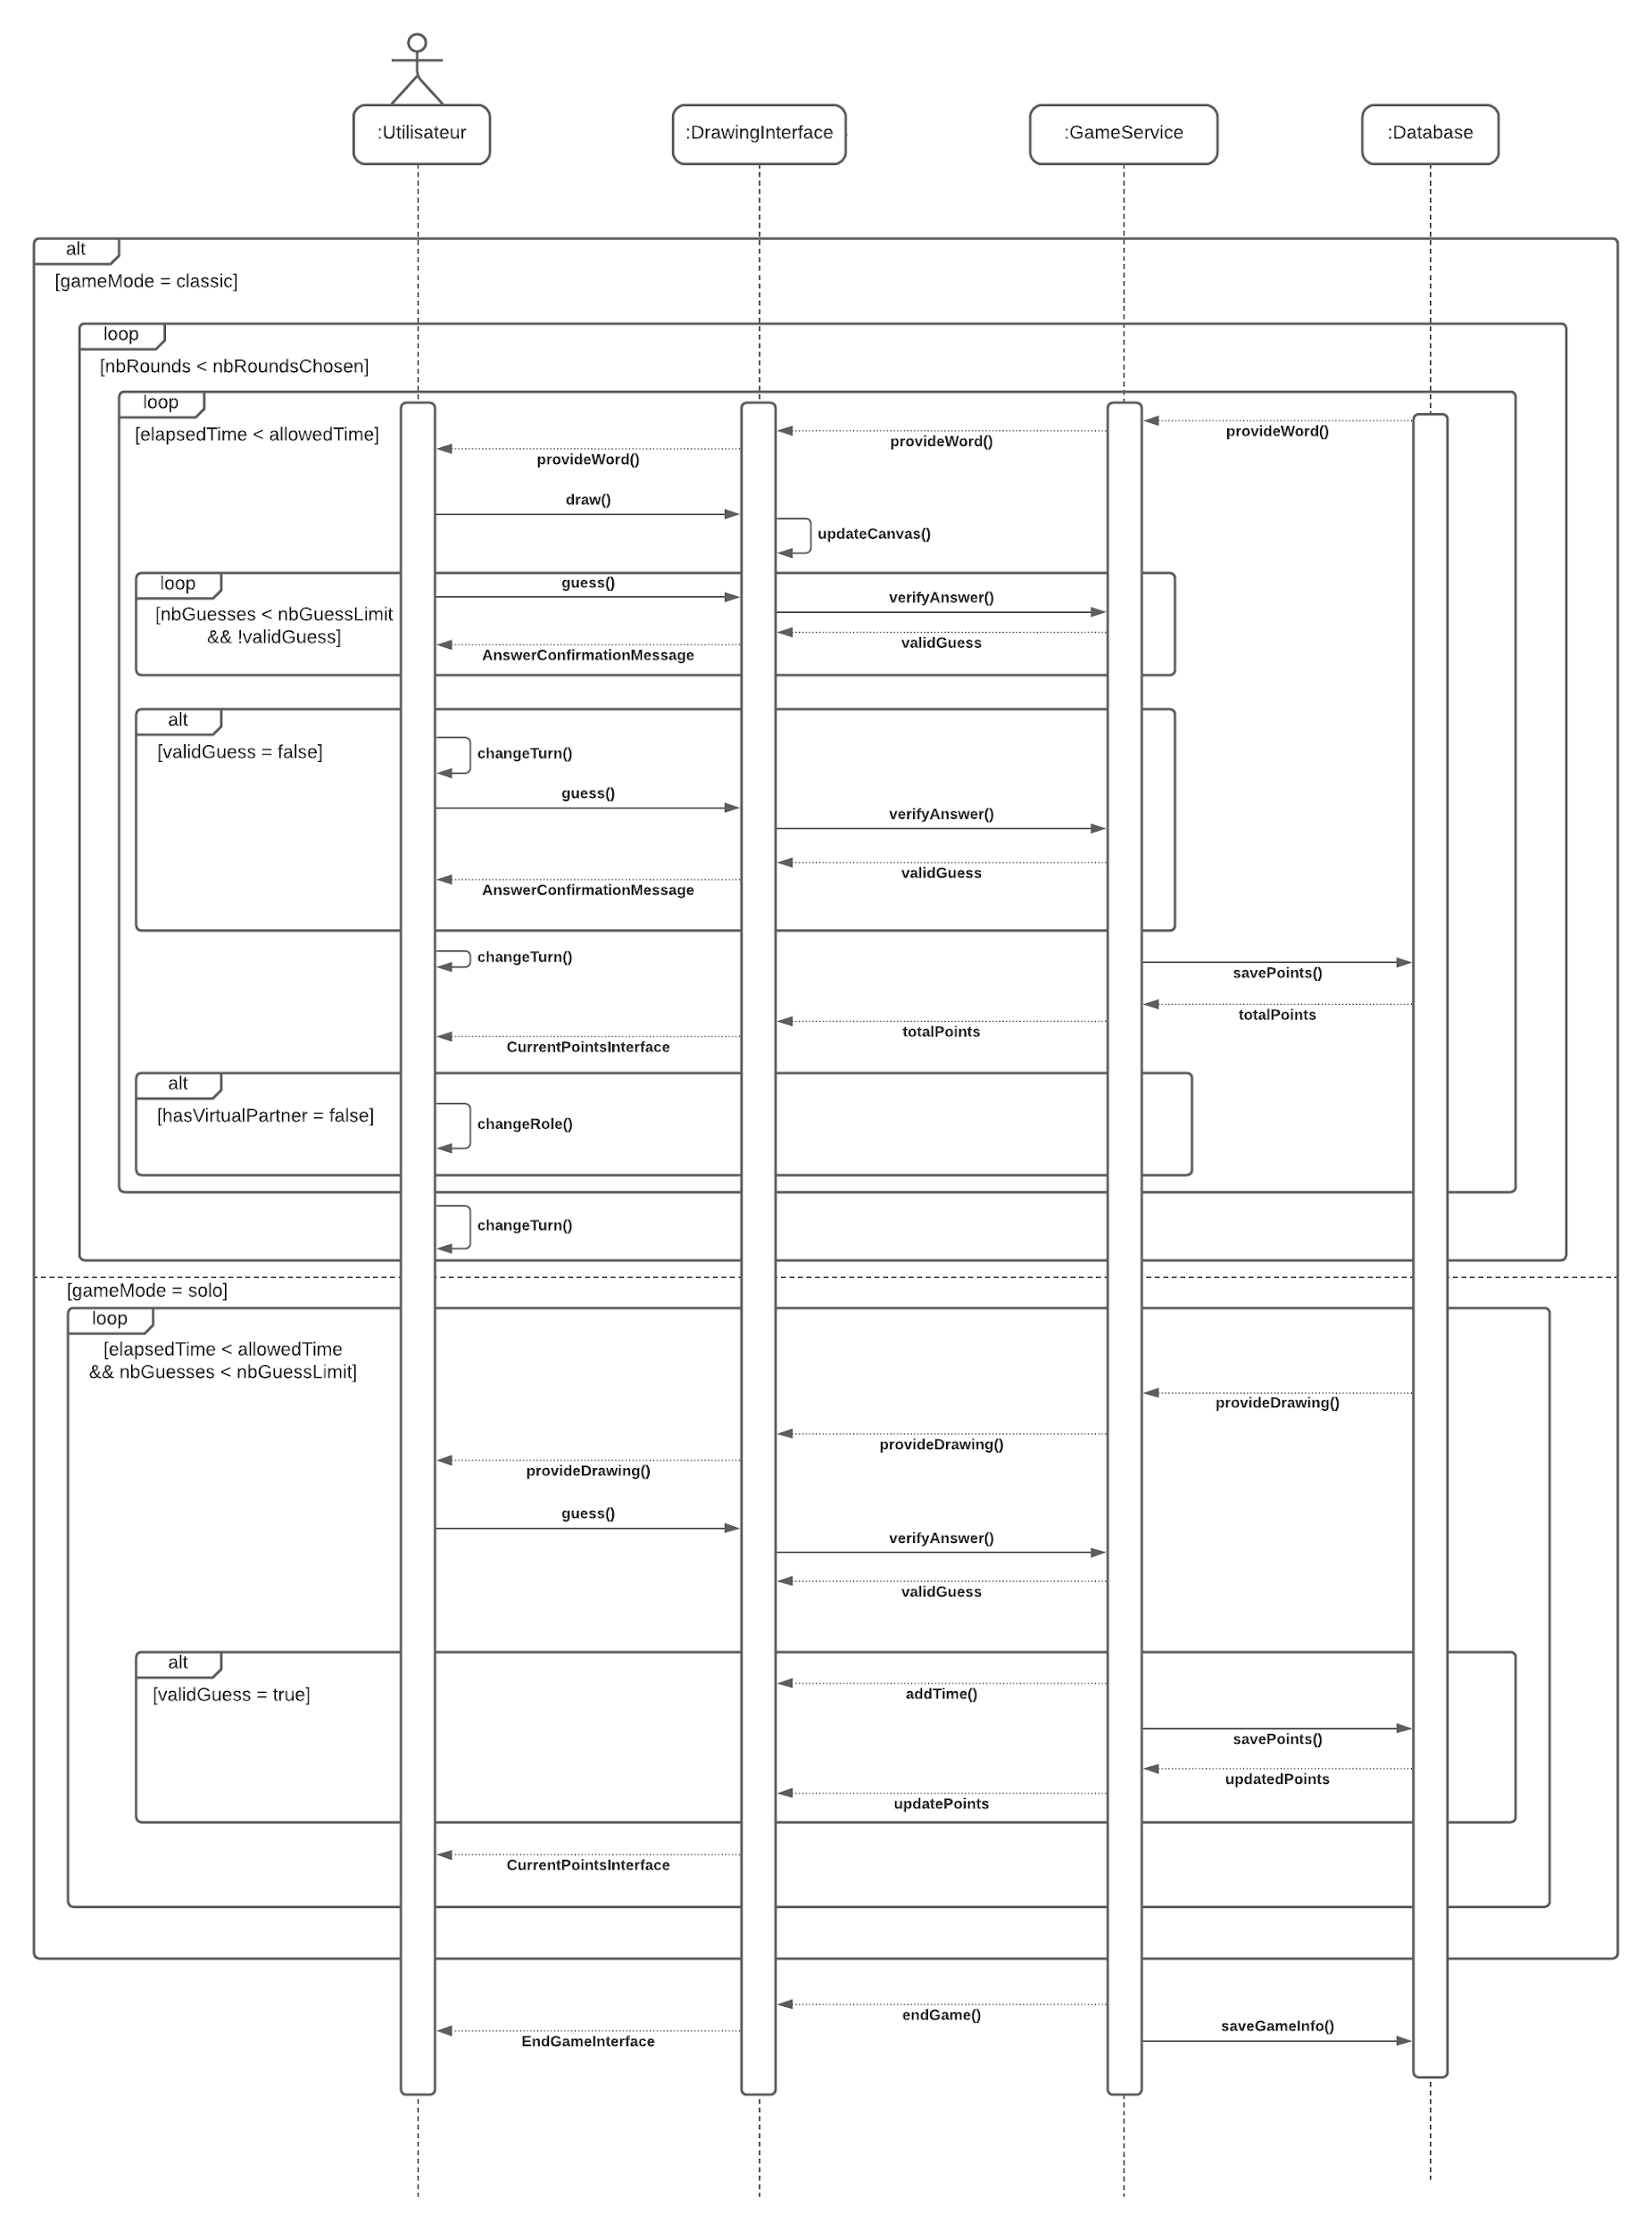 :Utilisateur
:DrawingInterface
:GameService
:Database
alt
[gameMode = classic]
loop
[nbRounds < nbRoundsChosen]
loop
[elapsedTime < allowedTime]
provideWord()
provideWord()
provideWord()
draw()
updateCanvas()
loop
[nbGuesses < nbGuessLimit
&& !validGuess]
guess()
verifyAnswer()
validGuess
AnswerConfirmationMessage
alt
[validGuess = false]
changeTurn()
guess()
verifyAnswer()
validGuess
AnswerConfirmationMessage
changeTurn()
savePoints()
totalPoints
totalPoints
CurrentPointsInterface
alt
[hasVirtualPartner = false]
changeRole()
changeTurn()
[gameMode = solo]
loop
[elapsedTime < allowedTime
&& nbGuesses < nbGuessLimit]
provideDrawing()
provideDrawing()
provideDrawing()
guess()
verifyAnswer()
validGuess
alt
[validGuess = true]
addTime()
savePoints()
updatedPoints
updatePoints
CurrentPointsInterface
endGame()
EndGameInterface
saveGameInfo()